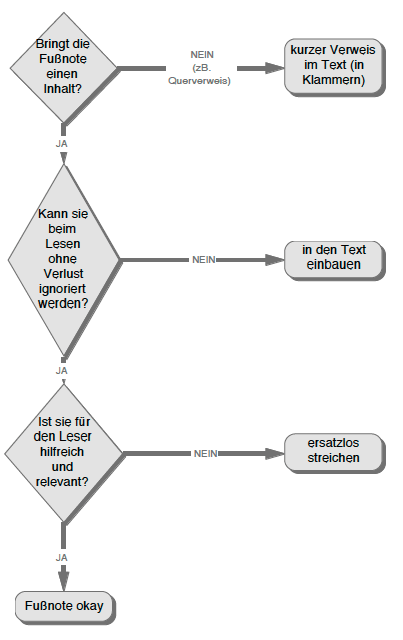 Bringt die
Fußnote
einen
Inhalt?
NEIN
(zB.
Querverweis)
kurzer Verweis
im Text (in
Klammern)
JA
Kann sie
beim
Lesen
ohne
Verlust
ignoriert
werden?
NEIN
in den Text
einbauen
JA
Ist sie für
den Leser
hilfreich
und
relevant?
NEIN
ersatzlos
streichen
JA
Fußnote okay